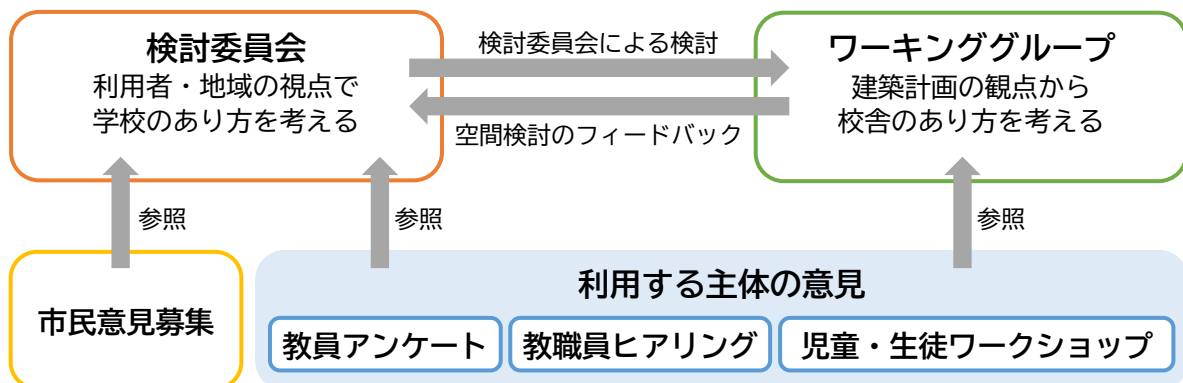 検討委員会
利用者・地域の視点で
学校のあり方を考える
検討委員会による検討
空間検討のフィードバック
ワーキンググループ
建築計画の観点から
校舎のあり方を考える
参照
参照
参照
市民意見募集
利用する主体の意見
教員アンケート
教職員ヒアリング
児童・生徒ワークショップ